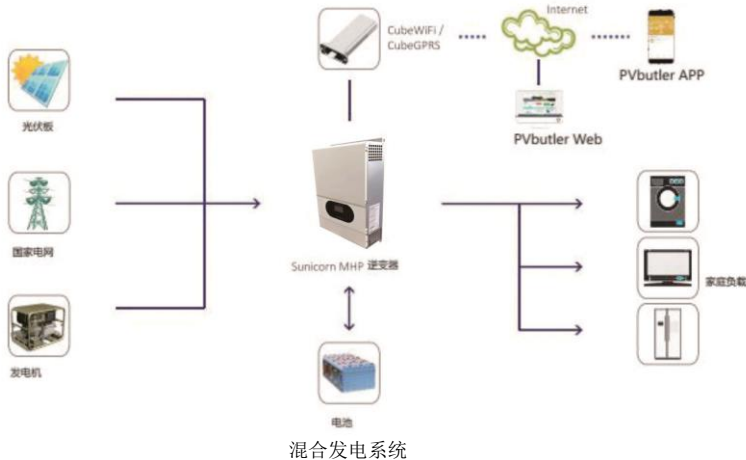 Internet
CubeWiFi /
CubeGPRS
PVbutler APP
PVbutler Web
光伏板
国家电网
发电机
Sunicorn MHP 逆变器
家庭负载
电池
混合发电系统